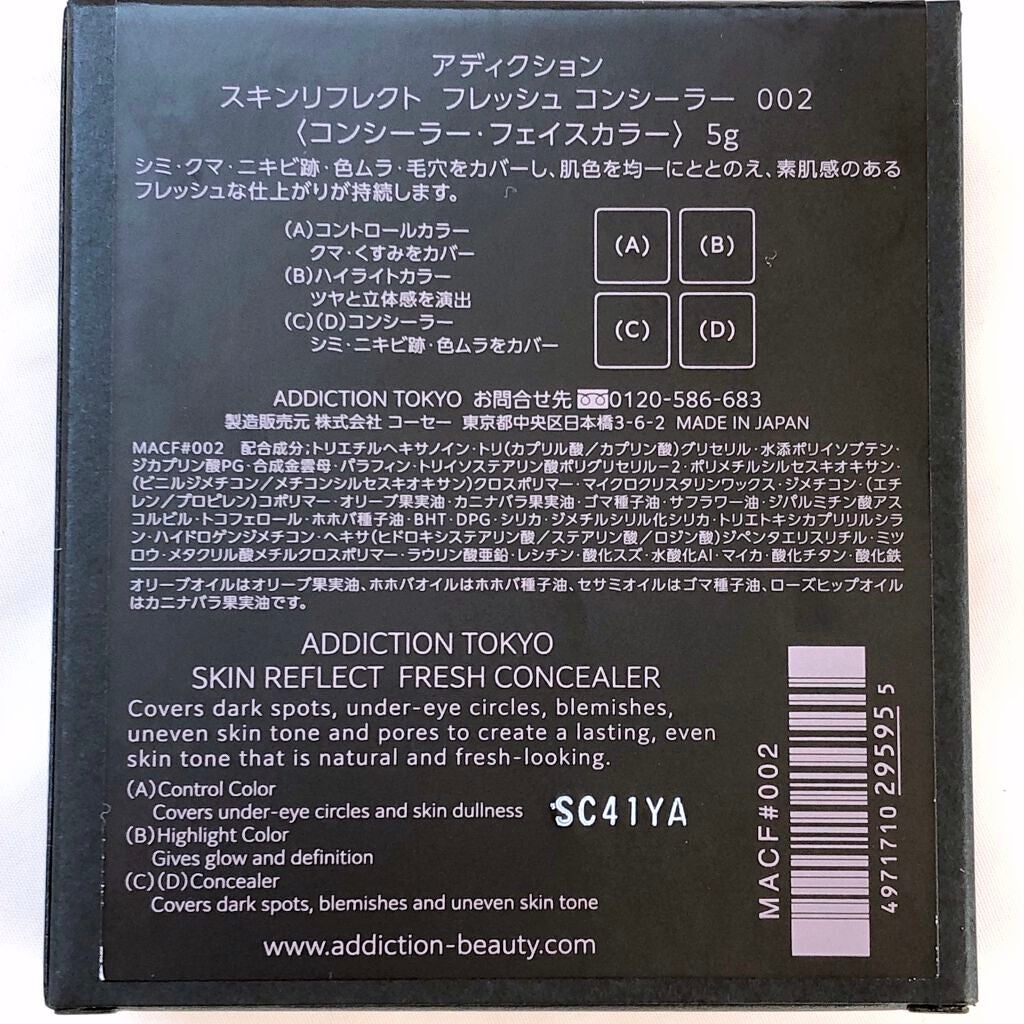 アディクション
スキンリフレクト フレッシュ コンシーラー 002
〈コンシーラー・フェイスカラー〉 5g
シミ・クマ・ニキビ跡・色ムラ・毛穴をカバーし、肌色を均一にととのえ、素肌感のある
フレッシュな仕上がりが持続します。
(A)コントロールカラー
クマ・くすみをカバー
(B)ハイライトカラー
ツヤと立体感を演出
(C)(D)コンシーラー
シミ・ニキビ跡・色ムラをカバー
(A) (B)
(C) (D)
ADDICTION TOKYO お問合せ先 0120-586-683
製造販売元 株式会社 コーセー 東京都中央区日本橋3-6-2 MADE IN JAPAN
MACF#002 配合成分;トリエチルヘキサノイン・トリ(カプリル酸/カプリン酸)グリセリル・水添ポリイソブテン・
ジカプリン酸PG・合成金雲母・パラフィン・トリイソステアリン酸ポリグリセリル-2・ポリメチルシルセスキオキサン・
(ビニルジメチコン/メチコンシルセスキオキサン)クロスポリマー・マイクロクリスタリンワックス・ジメチコン・(エチ
レン/プロピレン)コポリマー・オリーブ果実油・カニナバラ果実油・ゴマ種子油・サフラワー油・ジパルミチン酸アス
コルビル・トコフェロール・ホホバ種子油・BHT・DPG・シリカ・ジメチルシリル化シリカ・トリエトキシカプリリルシラ
ン・ハイドロゲンジメチコン・ヘキサ(ヒドロキシステアリン酸/ステアリン酸/ロジン酸)ジペンタエリスリチル・ミツ
ロウ・メタクリル酸メチルクロスポリマー・ラウリン酸亜鉛・レシチン・酸化スズ・水酸化Al・マイカ・酸化チタン・酸化鉄
オリーブオイルはオリーブ果実油、ホホバオイルはホホバ種子油、セサミオイルはゴマ種子油、ローズヒップオイル
はカニナバラ果実油です。
ADDICTION TOKYO
SKIN REFLECT FRESH CONCEALER
Covers dark spots, under-eye circles, blemishes,
uneven skin tone and pores to create a lasting, even
skin tone that is natural and fresh-looking.
(A)Control Color
Covers under-eye circles and skin dullness
(B)Highlight Color
Gives glow and definition
(C)(D)Concealer
Covers dark spots, blemishes and uneven skin tone
www.addiction-beauty.com
SC41YA
MACF#002
4971710 295955